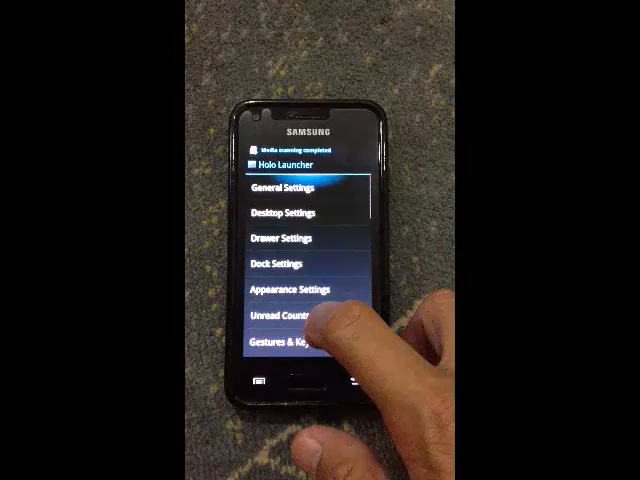 SAMSUNG
Media scanning completed
Holo Launcher
General Settings
Desktop Settings
Drawer Settings
Dock Settings
Appearance Settings
Unread Count
Gestures &